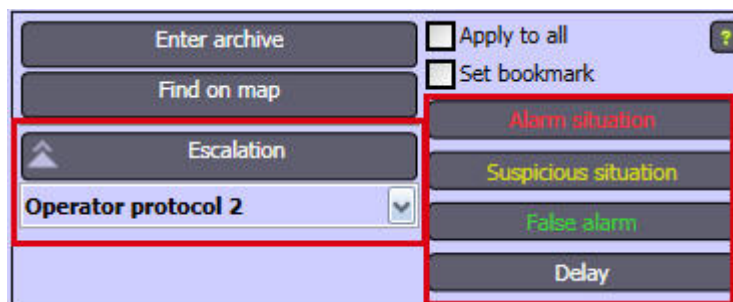 Enter archive
Find on map
Escalation
Operator protocol 2
Apply to all
?
Set bookmark
Alarm situation
Suspicious situation
False alarm
Delay